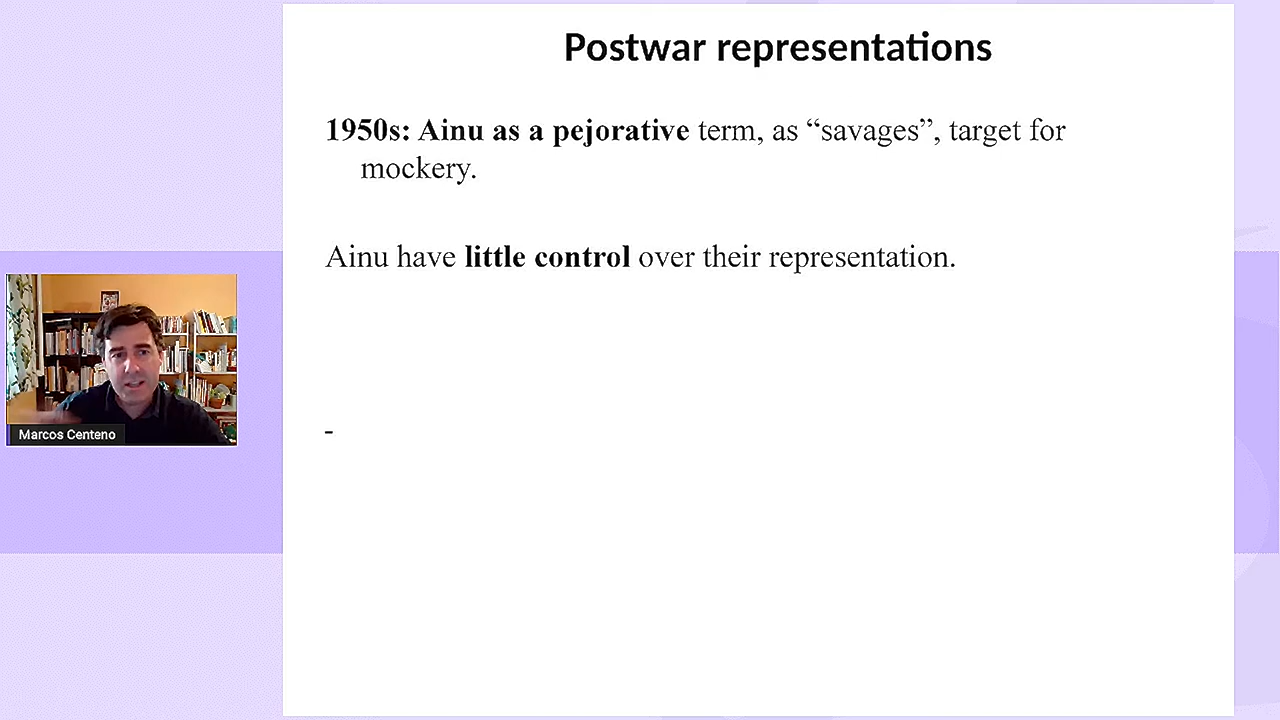 Postwar representations
1950s: Ainu as a pejorative term, as “savages”, target for
mockery.
Ainu have little control over their representation.
-
Marcos Centeno